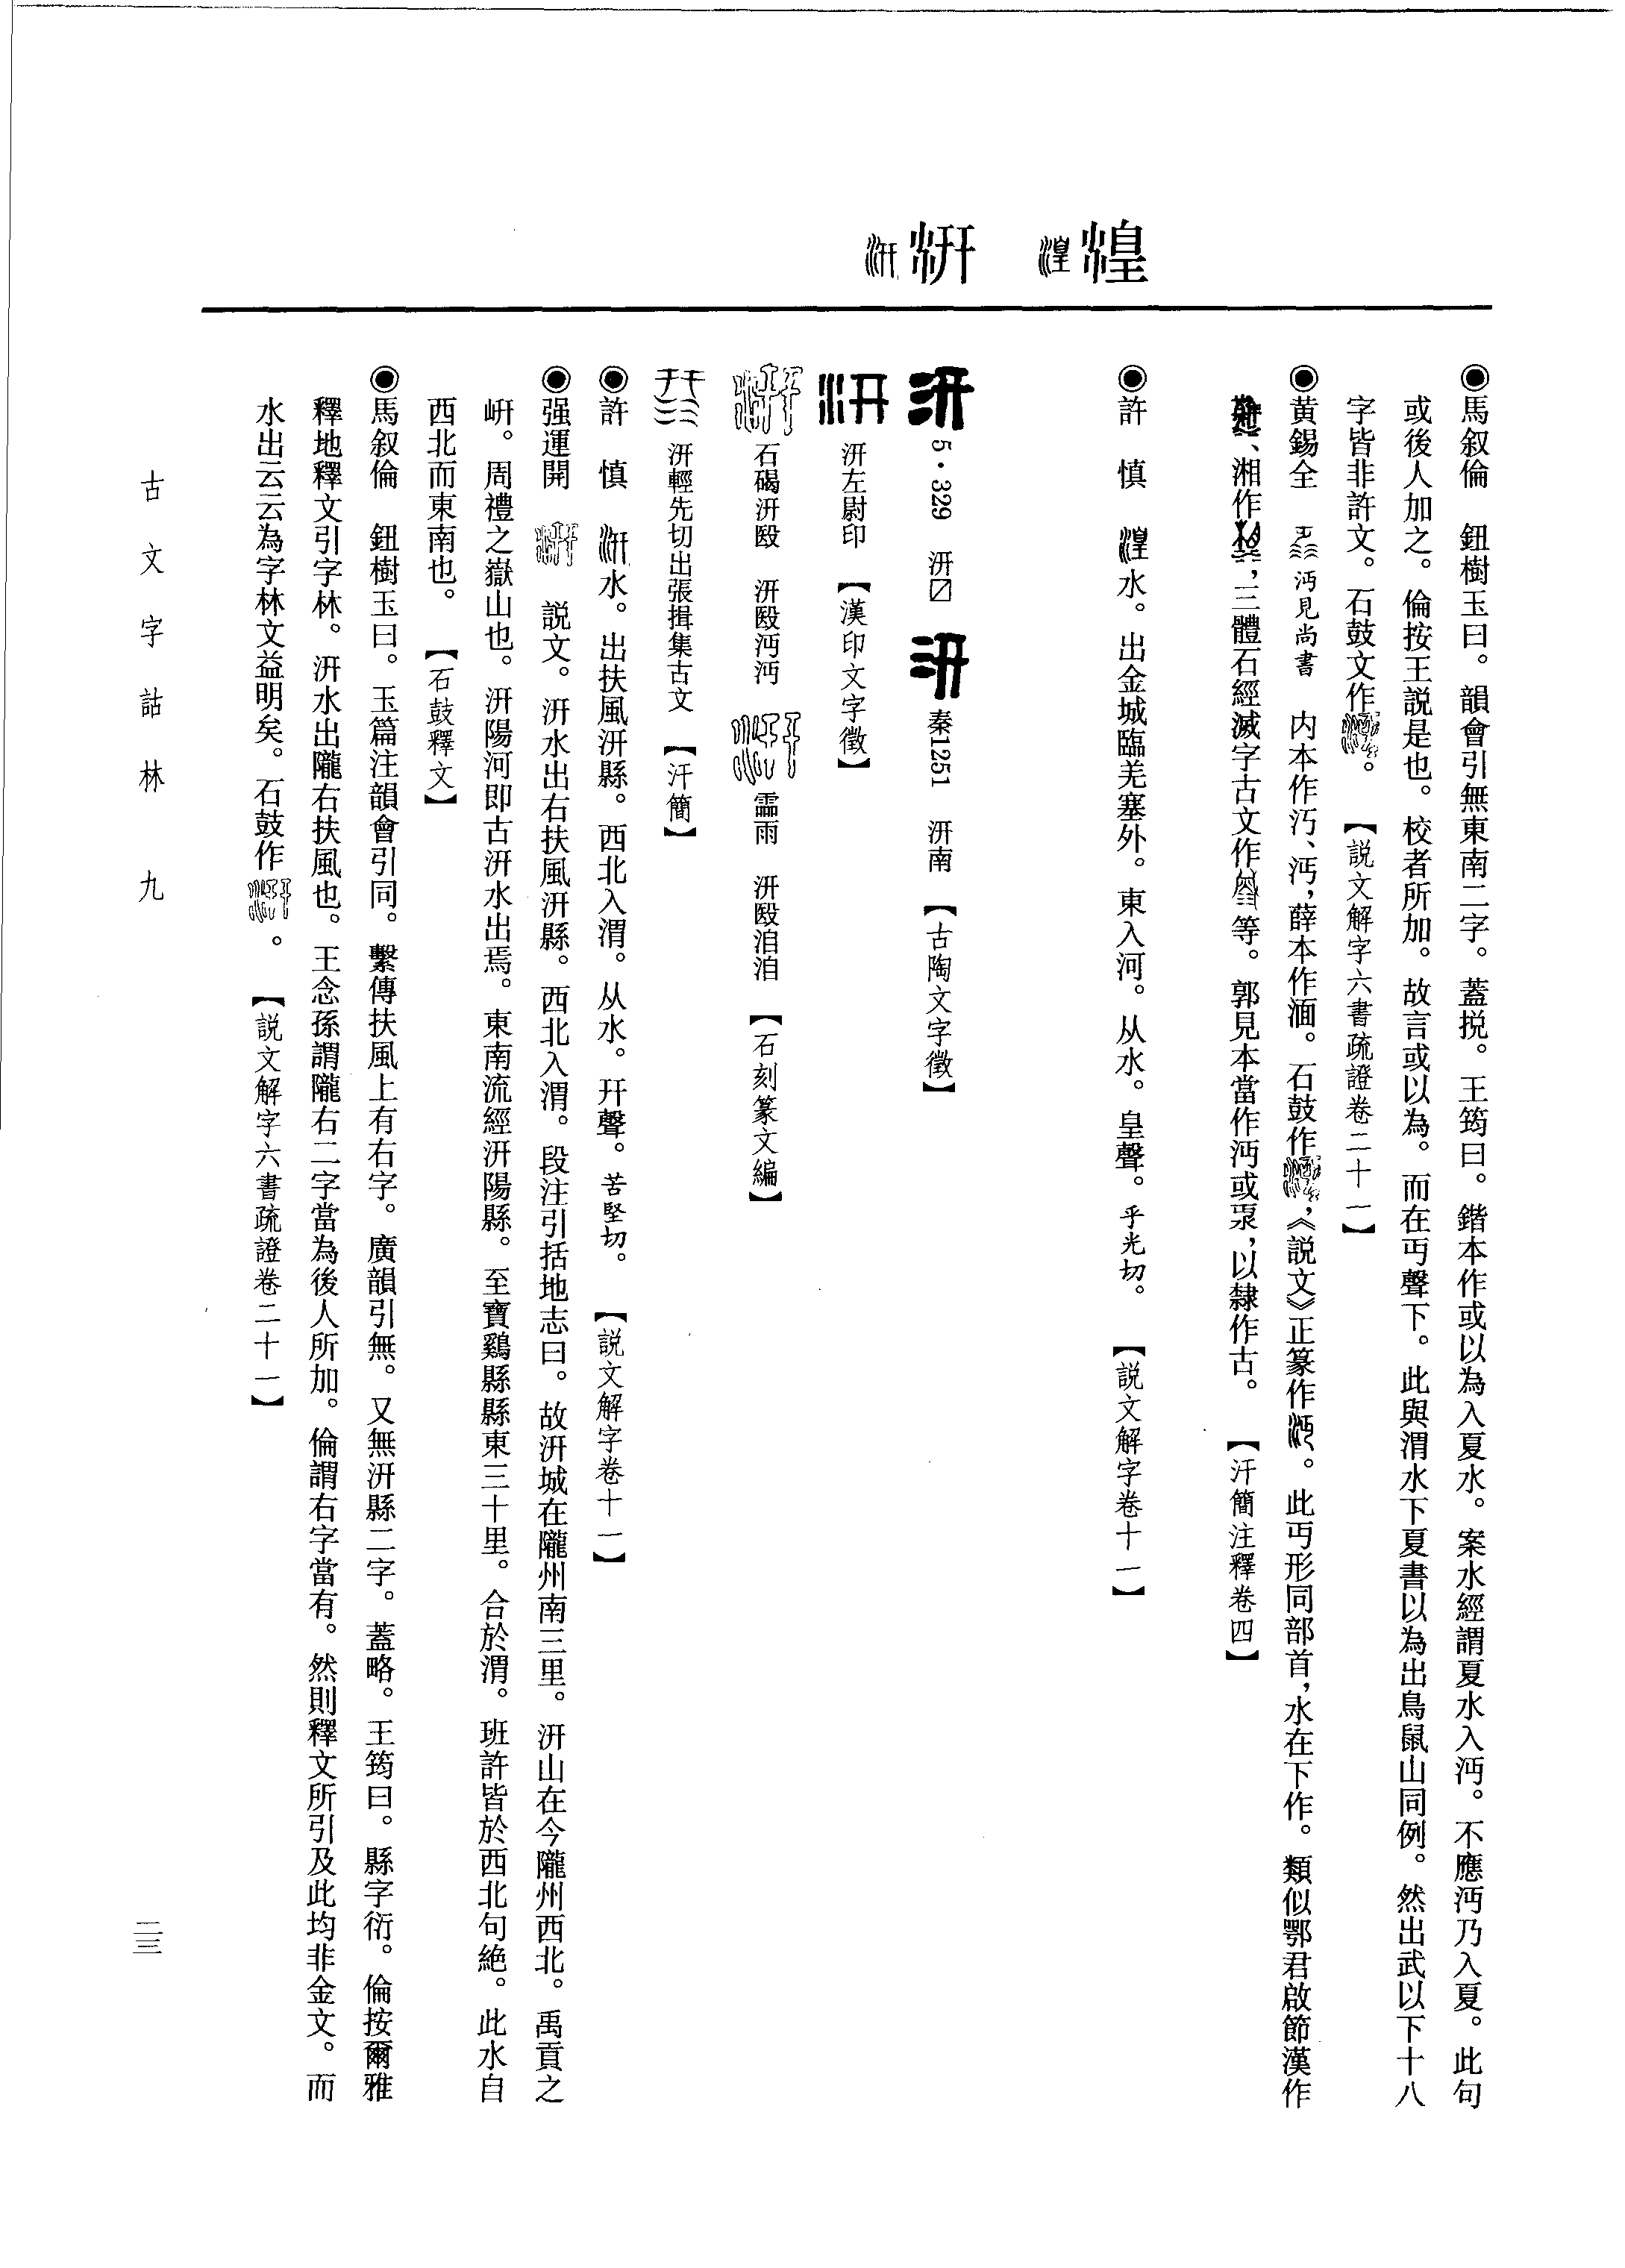 湟 汧
◉馬叙倫　鈕樹玉曰。韻會引無東南二字。蓋挩。王筠曰。鍇本作或以為入夏水。案水經謂夏水入沔。不應沔乃入夏。此句
或後人加之。倫按王説是也。校者所加。故言或以為。而在丏聲下。此與渭水下夏書以為出鳥鼠山同例。然出武以下十八
字皆非許文。石鼓文作。【説文解字六書疏證卷二十一】
◉黄錫全　沔見尚書　内本作汅、沔，薛本作湎。石鼓作，《説文》正篆作。此丏形同部首，水在下作。類似鄂君啟節漢作
、湘作，三體石經滅字古文作等。郭見本當作沔或，以隸作古。【汗簡注釋卷四】
◉許　慎　湟水。出金城臨羌塞外。東入河。从水。皇聲。乎光切。【説文解字卷十一】
5·329　汧〼　秦1251　汧南【古陶文字徵】
汧左尉印【漢印文字徵】
石碣汧殹　汧殹沔沔　霝雨　汧殹洎洎【石刻篆文編】
汧輕先切出張揖集古文【汗簡】
◉許　慎　汧水。出扶風汧縣。西北入渭。从水。幵聲。苦堅切。【説文解字卷十一】
◉强運開　説文。汧水出右扶風汧縣。西北入渭。段注引括地志曰。故汧城在隴州南三里。汧山在今隴州西北。禹貢之
岍。周禮之嶽山也。汧陽河即古汧水出焉。東南流經汧陽縣。至寶鷄縣縣東三十里。合於渭。班許皆於西北句絶。此水自
西北而東南也。【石鼓釋文】
◉馬叙倫　鈕樹玉曰。玉篇注韻會引同。繫傳扶風上有右字。廣韻引無。又無汧縣二字。蓋略。王筠曰。縣字衍。倫按爾雅
釋地釋文引字林。汧水出隴右扶風也。王念孫謂隴右二字當為後人所加。倫謂右字當有。然則釋文所引及此均非金文。而
水出云云為字林文益明矣。石鼓作。【説文解字六書疏證卷二十一】
古文字詁林　九
二三